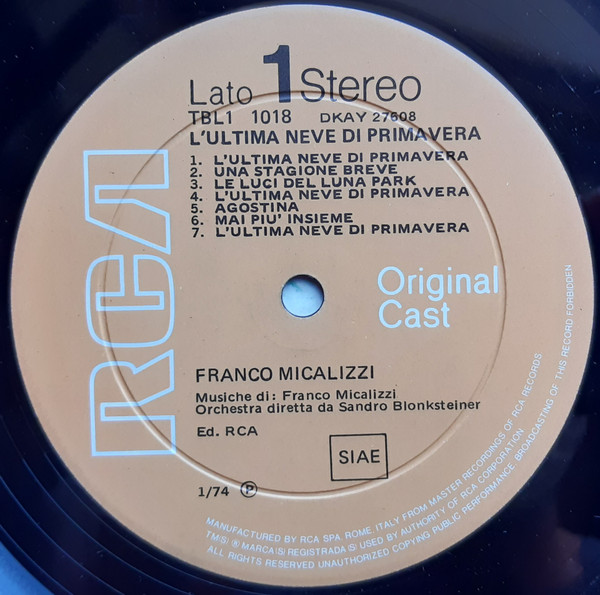 Lato 1 Stereo
TBL1 1018 DKAY 27608
L'ULTIMA NEVE DI PRIMAVERA
1. L'ULTIMA NEVE DI PRIMAVERA
2. UNA STAGIONE BREVE
3. LE LUCI DEL LUNA PARK
4. L'ULTIMA NEVE DI PRIMAVERA
5. AGOSTINA
6. MAI PIU' INSIEME
7. L'ULTIMA NEVE DI PRIMAVERA
RCA
Original
Cast
FRANCO MICALIZZI
Musiche di: Franco Micalizzi
Orchestra diretta da Sandro Blonksteiner
Ed. RCA
SIAE
1/74 Ⓟ
MANUFACTURED BY RCA SPA. ROME ITALY FROM MASTER RECORDINGS OF RCA RECORDS
TM(S) ® MARCA(S) REGISTRADA(S) USED BY AUTHORITY OF RCA CORPORATION
ALL RIGHTS RESERVED UNAUTHORIZED COPYING PUBLIC PERFORMANCE. BROADCASTING OF THIS RECORD FORBIDDEN